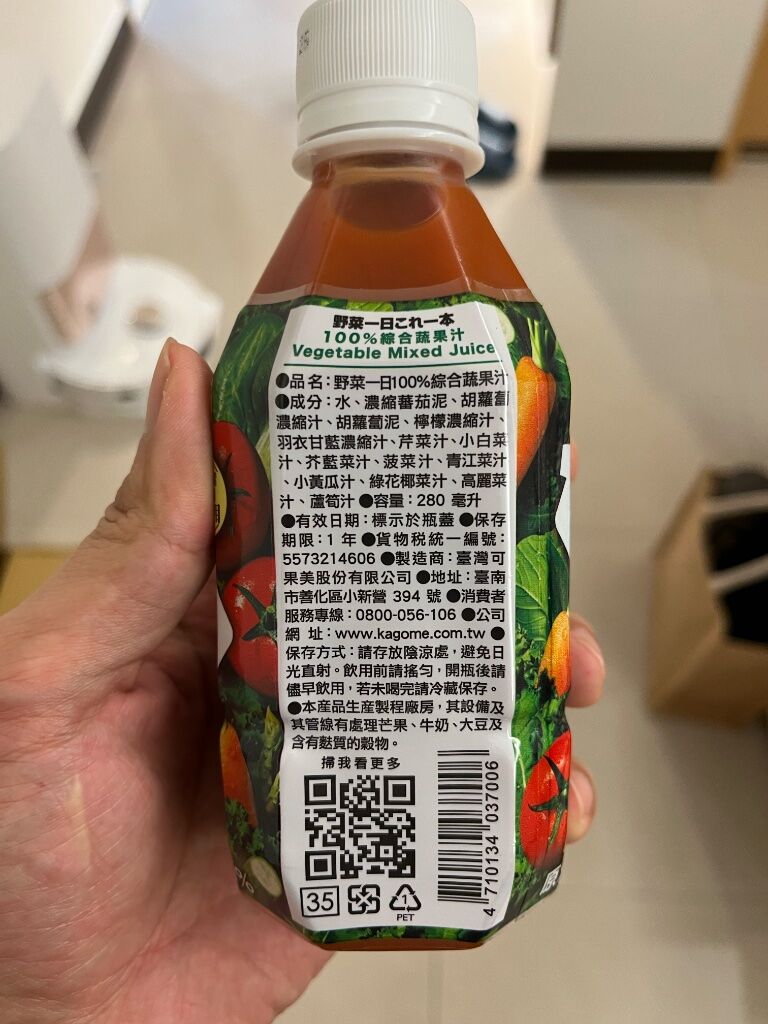 野菜一日これ一本
100%綜合蔬果汁
Vegetable Mixed Juice
●品名:野菜一日100%綜合蔬果汁
●成分:水、濃縮蕃茄泥、胡蘿蔔
濃縮汁、胡蘿蔔泥、檸檬濃縮汁、
羽衣甘藍濃縮汁、芹菜汁、小白菜
汁、芥藍菜汁、菠菜汁、青江菜汁
、小黃瓜汁、綠花椰菜汁、高麗菜
汁、蘆筍汁●容量:280 毫升
●有效日期:標示於瓶蓋●保存
期限:1 年●貨物稅統一編號:
5573214606●製造商:臺灣可
果美股份有限公司●地址:臺南
市善化區小新營 394 號●消費者
服務專線:0800-056-106●公司
網 址:www.kagome.com.tw●
保存方式:請存放陰涼處,避免日
光直射。飲用前請搖勻,開瓶後請
儘早飲用,若未喝完請冷藏保存。
●本產品生產製程廠房,其設備及
其管線有處理芒果、牛奶、大豆及
含有麩質的穀物。
掃我看更多
35
1
PET
4 710134 037006